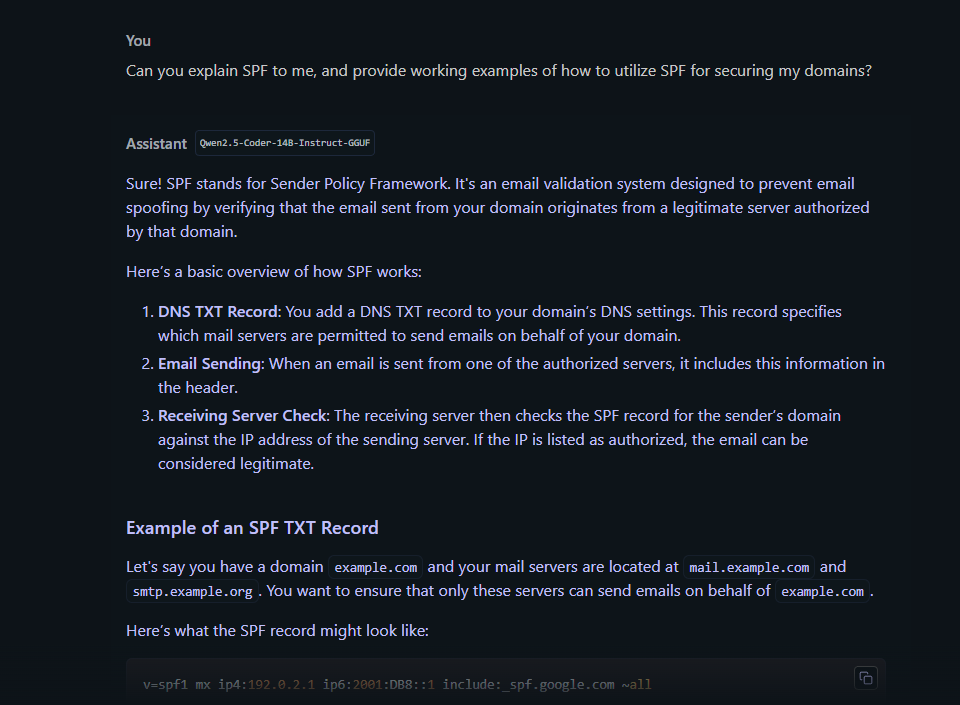 You
Can you explain SPF to me, and provide working examples of how to utilize SPF for securing my domains?
Assistant Qwen2.5-Coder-14B-Instruct-GGUF
Sure! SPF stands for Sender Policy Framework. It's an email validation system designed to prevent email
spoofing by verifying that the email sent from your domain originates from a legitimate server authorized
by that domain.
Here's a basic overview of how SPF works:
1. DNS TXT Record: You add a DNS TXT record to your domain's DNS settings. This record specifies
which mail servers are permitted to send emails on behalf of your domain.
2. Email Sending: When an email is sent from one of the authorized servers, it includes this information in
the header.
3. Receiving Server Check: The receiving server then checks the SPF record for the sender's domain
against the IP address of the sending server. If the IP is listed as authorized, the email can be
considered legitimate.
Example of an SPF TXT Record
Let's say you have a domain example.com and your mail servers are located at mail.example.com and
smtp.example.org. You want to ensure that only these servers can send emails on behalf of example.com.
Here's what the SPF record might look like:
v=spf1 mx ip4:192.0.2.1 ip6:2001:DB8::1 include:_spf.google.com ~all